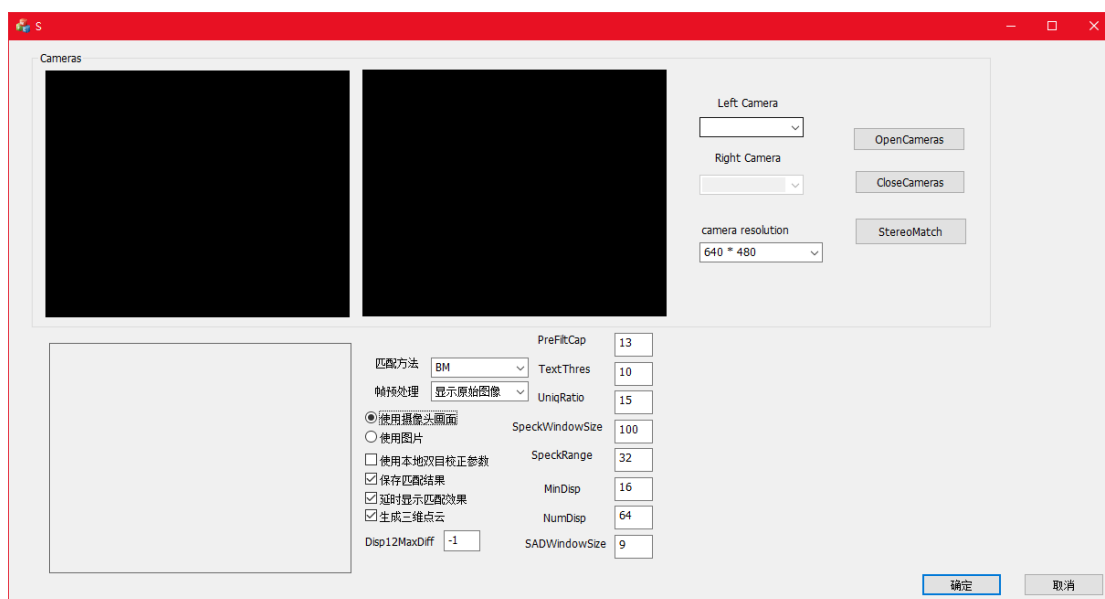 S
Cameras
Left Camera
OpenCameras
Right Camera
CloseCameras
camera resolution
StereoMatch
640 * 480
匹配方法
BM
帧预处理
显示原始图像
使用摄像头画面
使用图片
使用本地双目校正参数
保存匹配结果
延时显示匹配效果
生成三维点云
Disp12MaxDiff
-1
PreFiltCap
13
TextThres
10
UniqRatio
15
SpeckWindowSize
100
SpeckRange
32
MinDisp
16
NumDisp
64
SADWindowSize
9
确定
取消